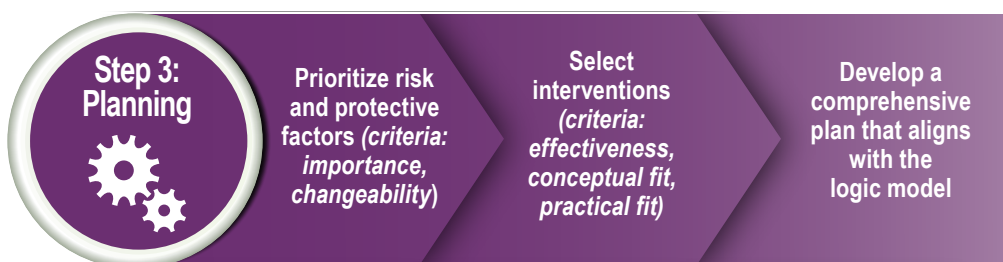 Step 3:
Planning
Prioritize risk
and protective
factors (criteria:
importance,
changeability)
Select
interventions
(criteria:
effectiveness,
conceptual fit,
practical fit)
Develop a
comprehensive
plan that aligns
with the
logic model